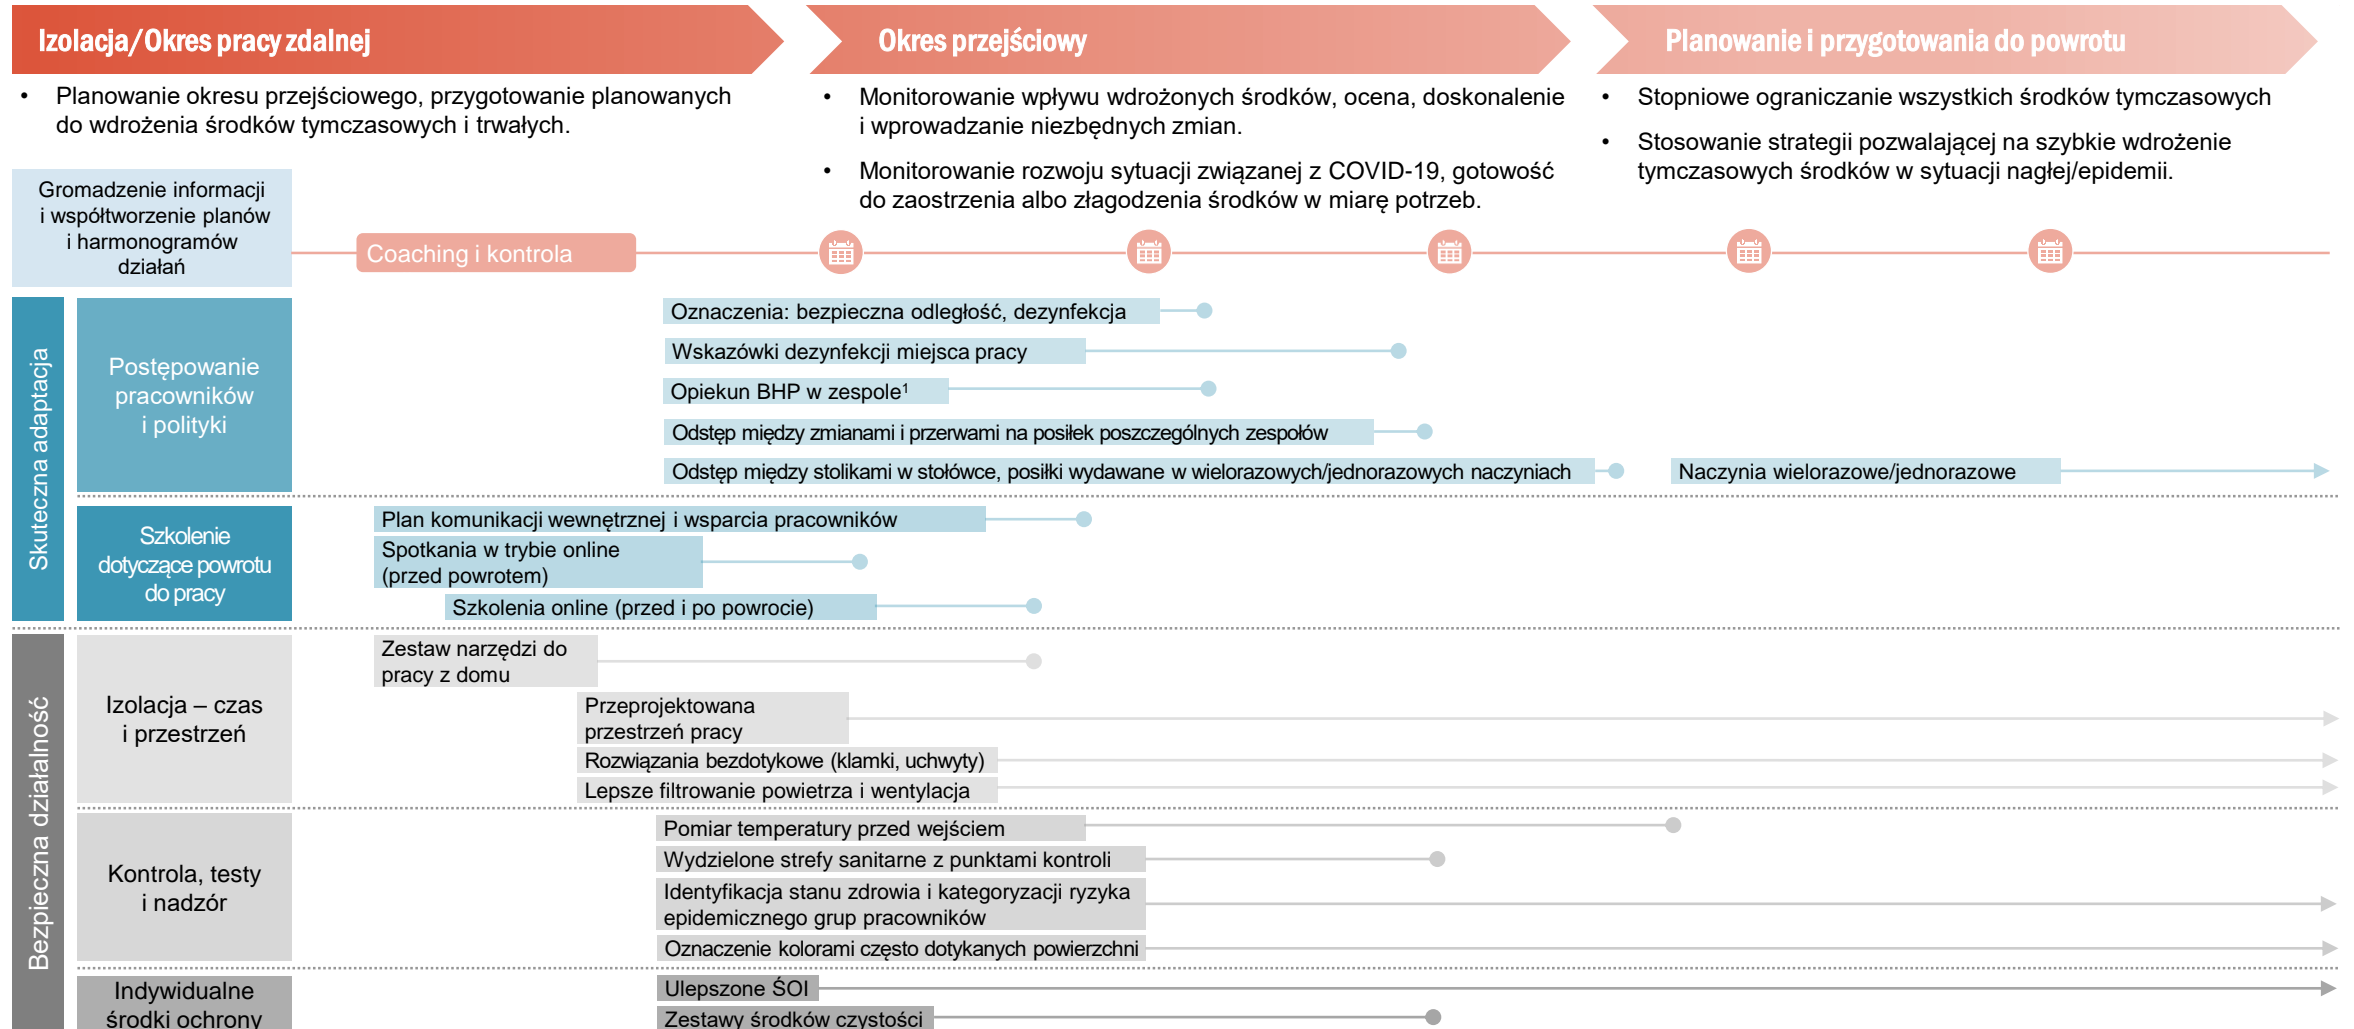 Izolacja/Okres pracy zdalnej
Okres przejściowy
Planowanie i przygotowania do powrotu
• Planowanie okresu przejściowego, przygotowanie planowanych
do wdrożenia środków tymczasowych i trwałych.
• Monitorowanie wpływu wdrożonych środków, ocena, doskonalenie
i wprowadzanie niezbędnych zmian.
• Monitorowanie rozwoju sytuacji związanej z COVID-19, gotowość
do zaostrzenia albo złagodzenia środków w miarę potrzeb.
• Stopniowe ograniczanie wszystkich środków tymczasowych
• Stosowanie strategii pozwalającej na szybkie wdrożenie
tymczasowych środków w sytuacji nagłej/epidemii.
Gromadzenie informacji
i współtworzenie planów
i harmonogramów
działań
Coaching i kontrola
Skuteczna adaptacja
Postępowanie
pracowników
i polityki
Oznaczenia: bezpieczna odległość, dezynfekcja
Wskazówki dezynfekcji miejsca pracy
Opiekun BHP w zespole¹
Odstęp między zmianami i przerwami na posiłek poszczególnych zespołów
Odstęp między stolikami w stołówce, posiłki wydawane w wielorazowych/jednorazowych naczyniach
Naczynia wielorazowe/jednorazowe
Szkolenie
dotyczące powrotu
do pracy
Plan komunikacji wewnętrznej i wsparcia pracowników
Spotkania w trybie online
(przed powrotem)
Szkolenia online (przed i po powrocie)
Bezpieczna działalność
Izolacja – czas
i przestrzeń
Zestaw narzędzi do
pracy z domu
Przeprojektowana
przestrzeń pracy
Rozwiązania bezdotykowe (klamki, uchwyty)
Lepsze filtrowanie powietrza i wentylacja
Kontrola, testy
i nadzór
Pomiar temperatury przed wejściem
Wydzielone strefy sanitarne z punktami kontroli
Identyfikacja stanu zdrowia i kategoryzacji ryzyka
epidemicznego grup pracowników
Oznaczenie kolorami często dotykanych powierzchni
Indywidualne
środki ochrony
Ulepszone ŚOI
Zestawy środków czystości